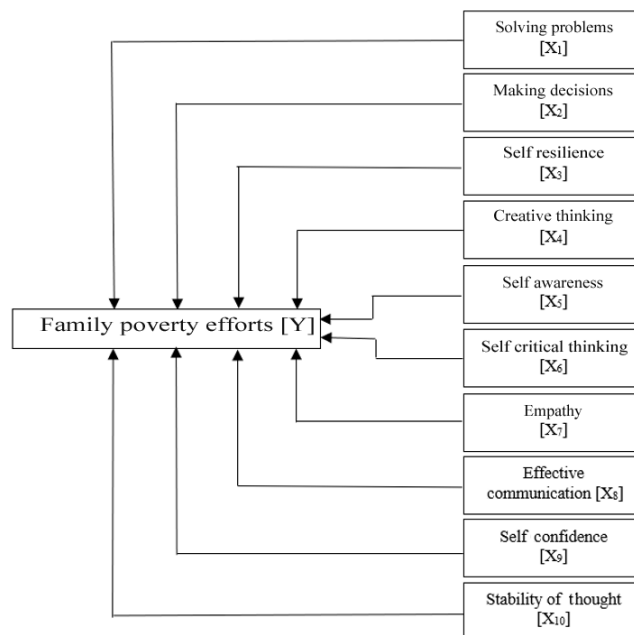 Solving problems
[X₁]
Making decisions
[X₂]
Self resilience
[X₃]
Creative thinking
[X₄]
Self awareness
[X₅]
Family poverty efforts [Y]
Self critical thinking
[X₆]
Empathy
[X₇]
Effective
communication [X₈]
Self confidence
[X₉]
Stability of thought
[X₁₀]